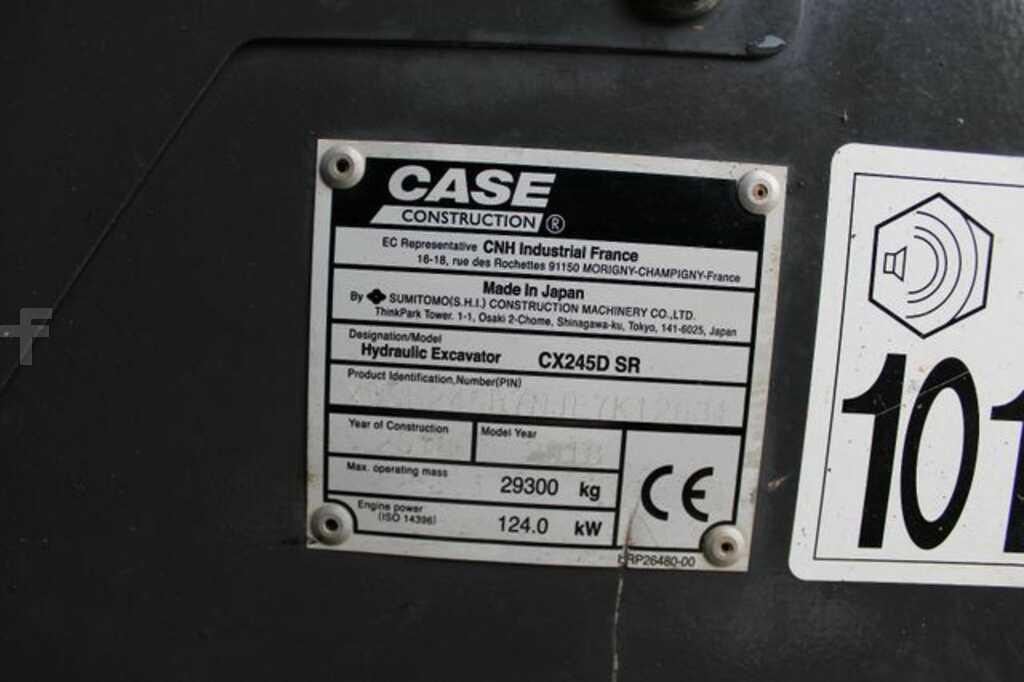 CASE
CONSTRUCTION ®
EC Representative CNH Industrial France
16-18, rue des Rochettes 91150 MORIGNY-CHAMPIGNY-France
Made In Japan
By SUMITOMO(S.H.I.) CONSTRUCTION MACHINERY CO.,LTD.
ThinkPark Tower. 1-1, Osaki 2-Chome, Shinagawa-ku, Tokyo, 141-6025, Japan
Designation/Model
Hydraulic Excavator CX245D SR
Product Identification,Number(PIN)
Year of Construction Model Year
Max. operating mass
29300 kg
Engine power
(ISO 14396)
124.0 kW
CE
RP26480-00
101